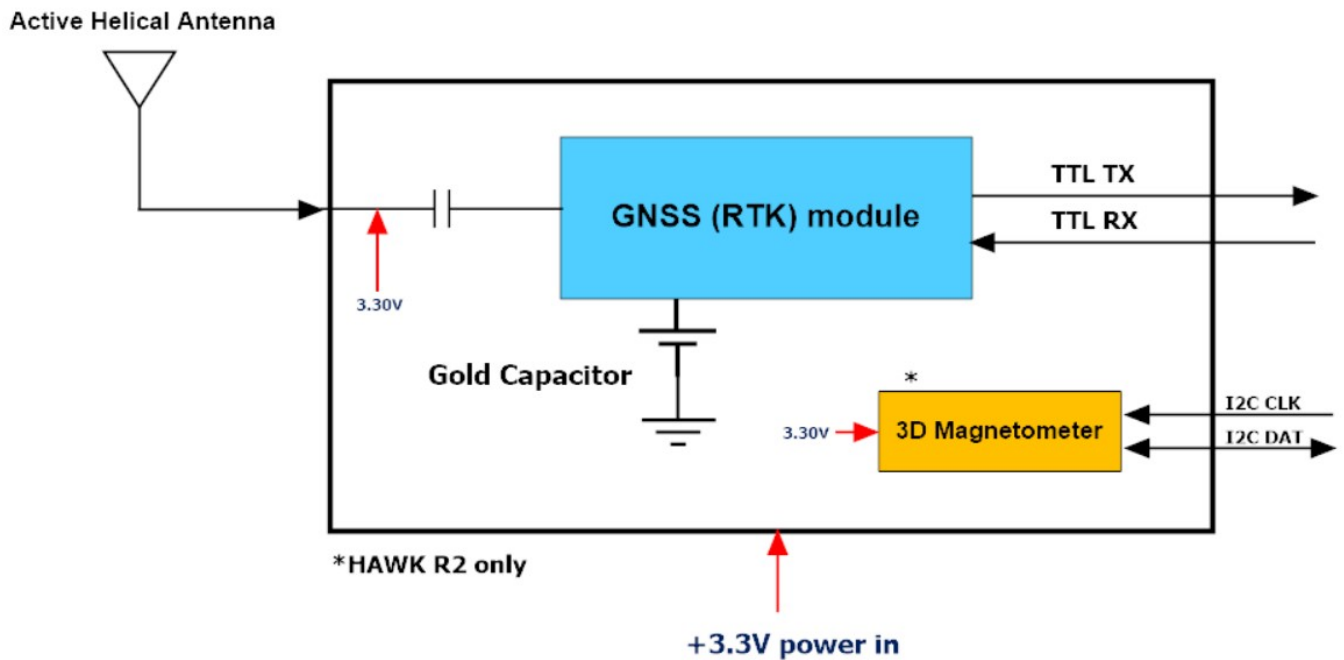 Active Helical Antenna
TTL TX
GNSS (RTK) module
TTL RX
3.30V
Gold Capacitor
*
I2C CLK
3.30V
3D Magnetometer
I2C DAT
*HAWK R2 only
+3.3V power in